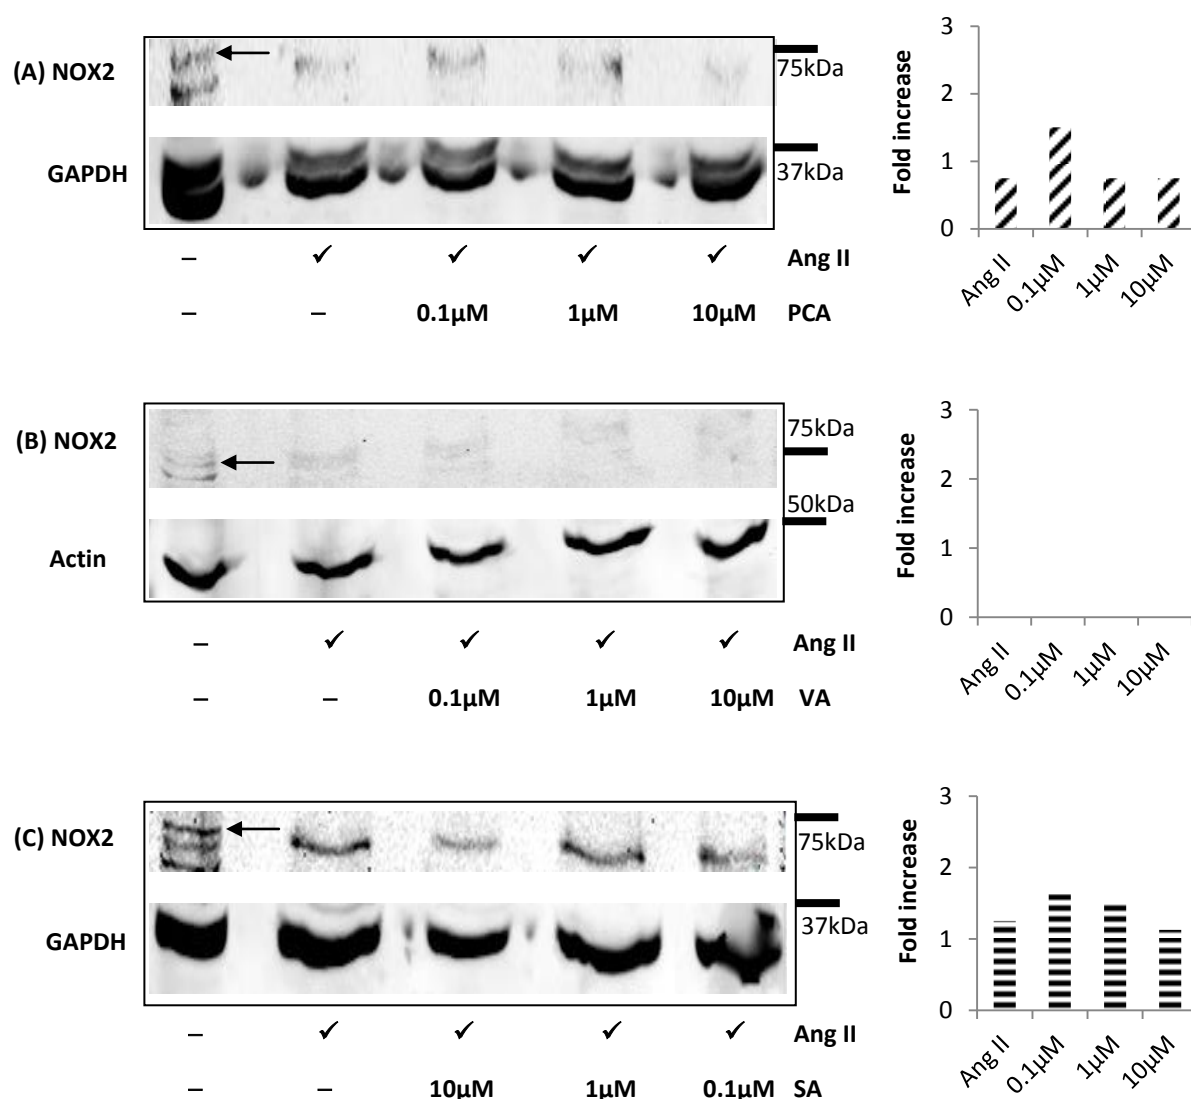 (A) NOX2
75kDa
GAPDH
37kDa
– ✓ ✓ ✓ ✓ Ang II
– – 0.1µM 1µM 10µM PCA
3
2
1
0
Fold increase
Ang II 0.1µM 1µM 10µM
(B) NOX2
75kDa
50kDa
Actin
– ✓ ✓ ✓ ✓ Ang II
– – 0.1µM 1µM 10µM VA
3
2
1
0
Fold increase
Ang II 0.1µM 1µM 10µM
(C) NOX2
75kDa
GAPDH
37kDa
– ✓ ✓ ✓ ✓ Ang II
– – 10µM 1µM 0.1µM SA
3
2
1
0
Fold increase
Ang II 0.1µM 1µM 10µM